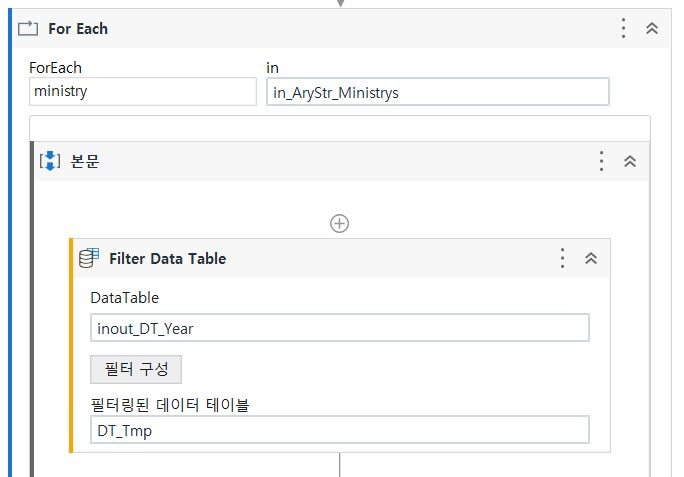 For Each
ForEach in
ministry in_AryStr_Ministrys
본문
Filter Data Table
DataTable
inout_DT_Year
필터 구성
필터링된 데이터 테이블
DT_Tmp